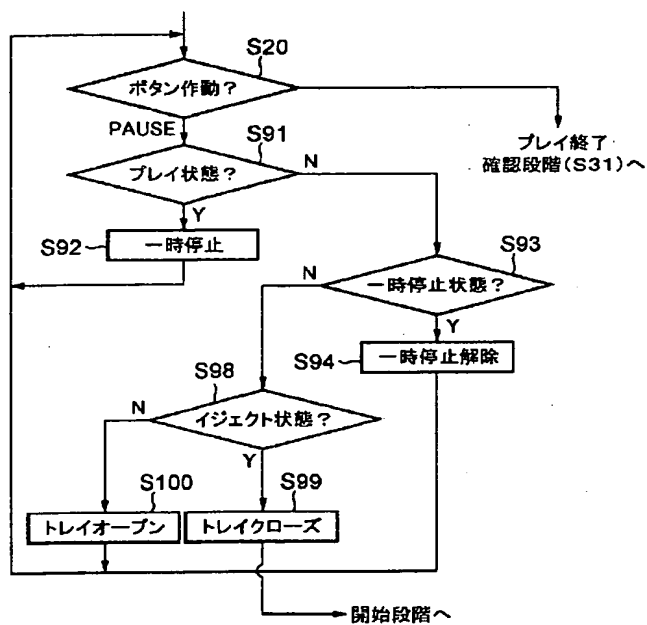 S20
ボタン作動？
PAUSE
S91
プレイ終了
確認段階(S31)へ
プレイ状態？
N
Y
S92
一時停止
S93
N
一時停止状態？
Y
S94
一時停止解除
S98
N
イジェクト状態？
Y
S100
S99
トレイオープン
トレイクローズ
開始段階へ